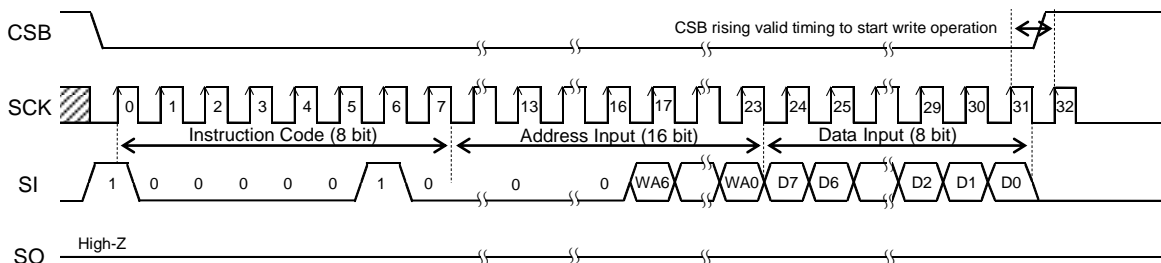 CSB
CSB rising valid timing to start write operation
SCK
0 1 2 3 4 5 6 7 13 16 17 23 24 25 29 30 31 32
Instruction Code (8 bit) Address Input (16 bit) Data Input (8 bit)
SI
1 0 0 0 0 0 1 0 0 0 WA6 WA0 D7 D6 D2 D1 D0
High-Z
SO